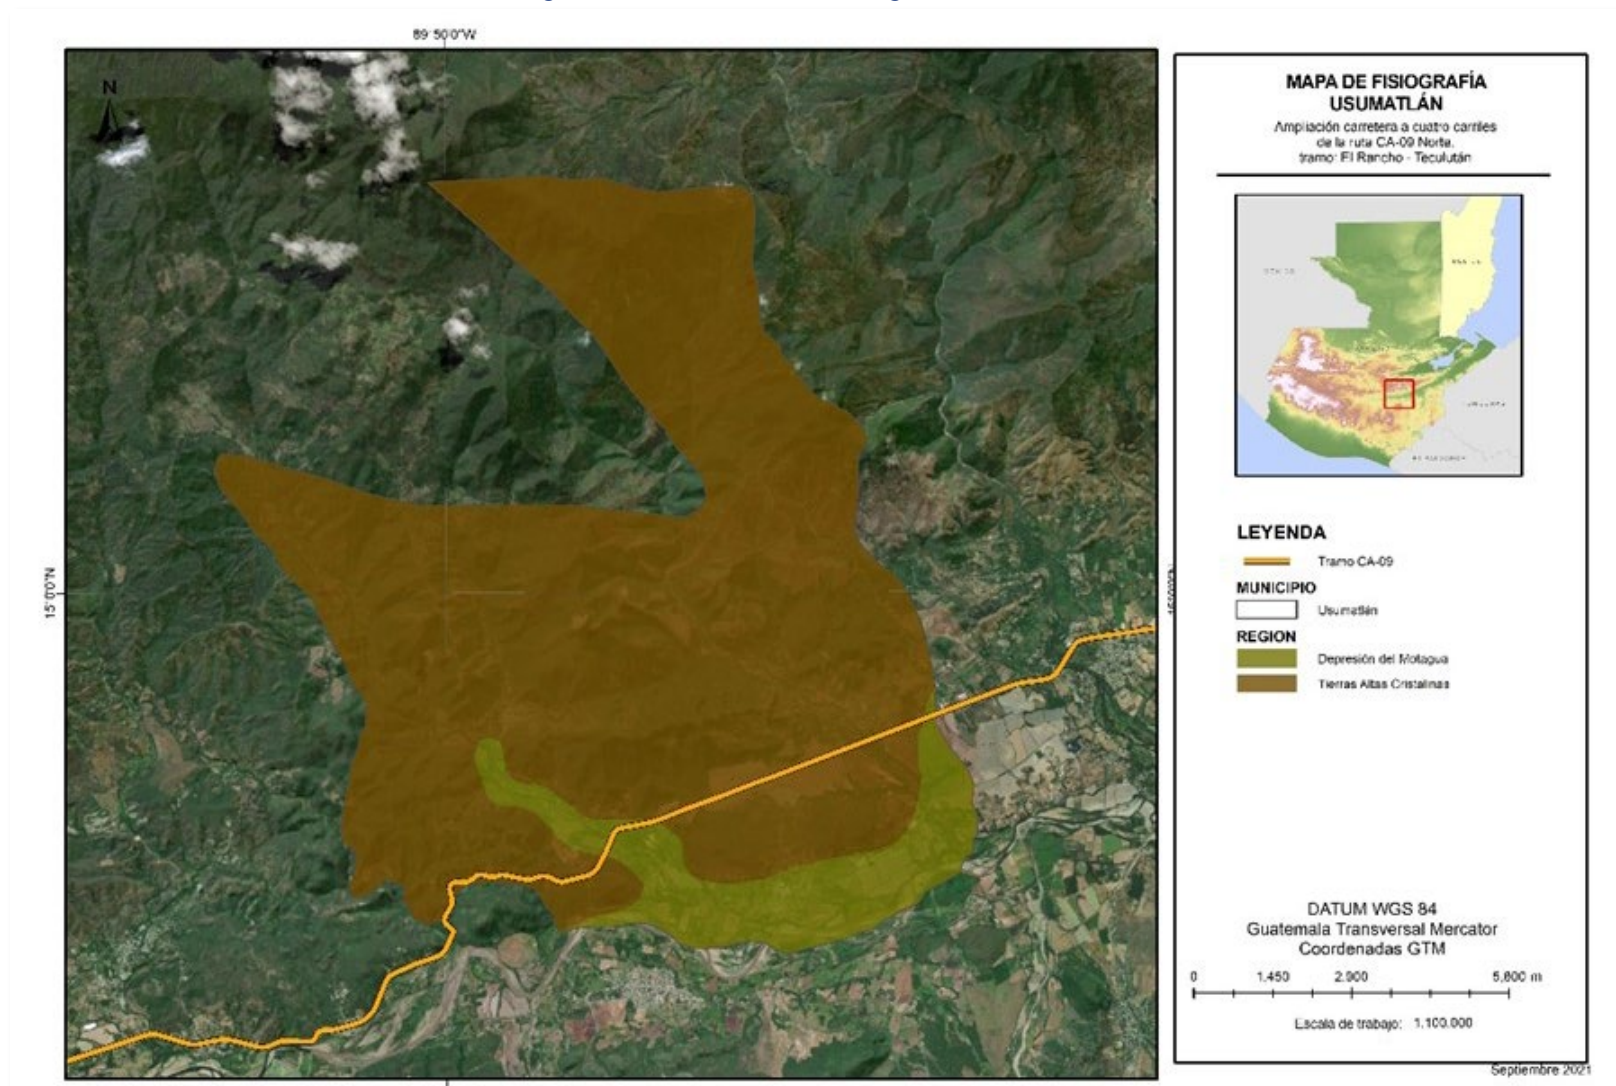 89°50'0"W
N
15°0'0"N
MAPA DE FISIOGRAFÍA
USUMATLÁN
Ampliación carretera a cuatro carriles
de la ruta CA-09 Norte.
tramo: El Rancho - Teculután
LEYENDA
Tramo CA-09
MUNICIPIO
Usumatlán
REGION
Depresión del Motagua
Tierras Altas Cristalinas
DATUM WGS 84
Guatemala Transversal Mercator
Coordenadas GTM
0 1,450 2,900 5,800 m
Escala de trabajo: 1:100,000
Septiembre 2021